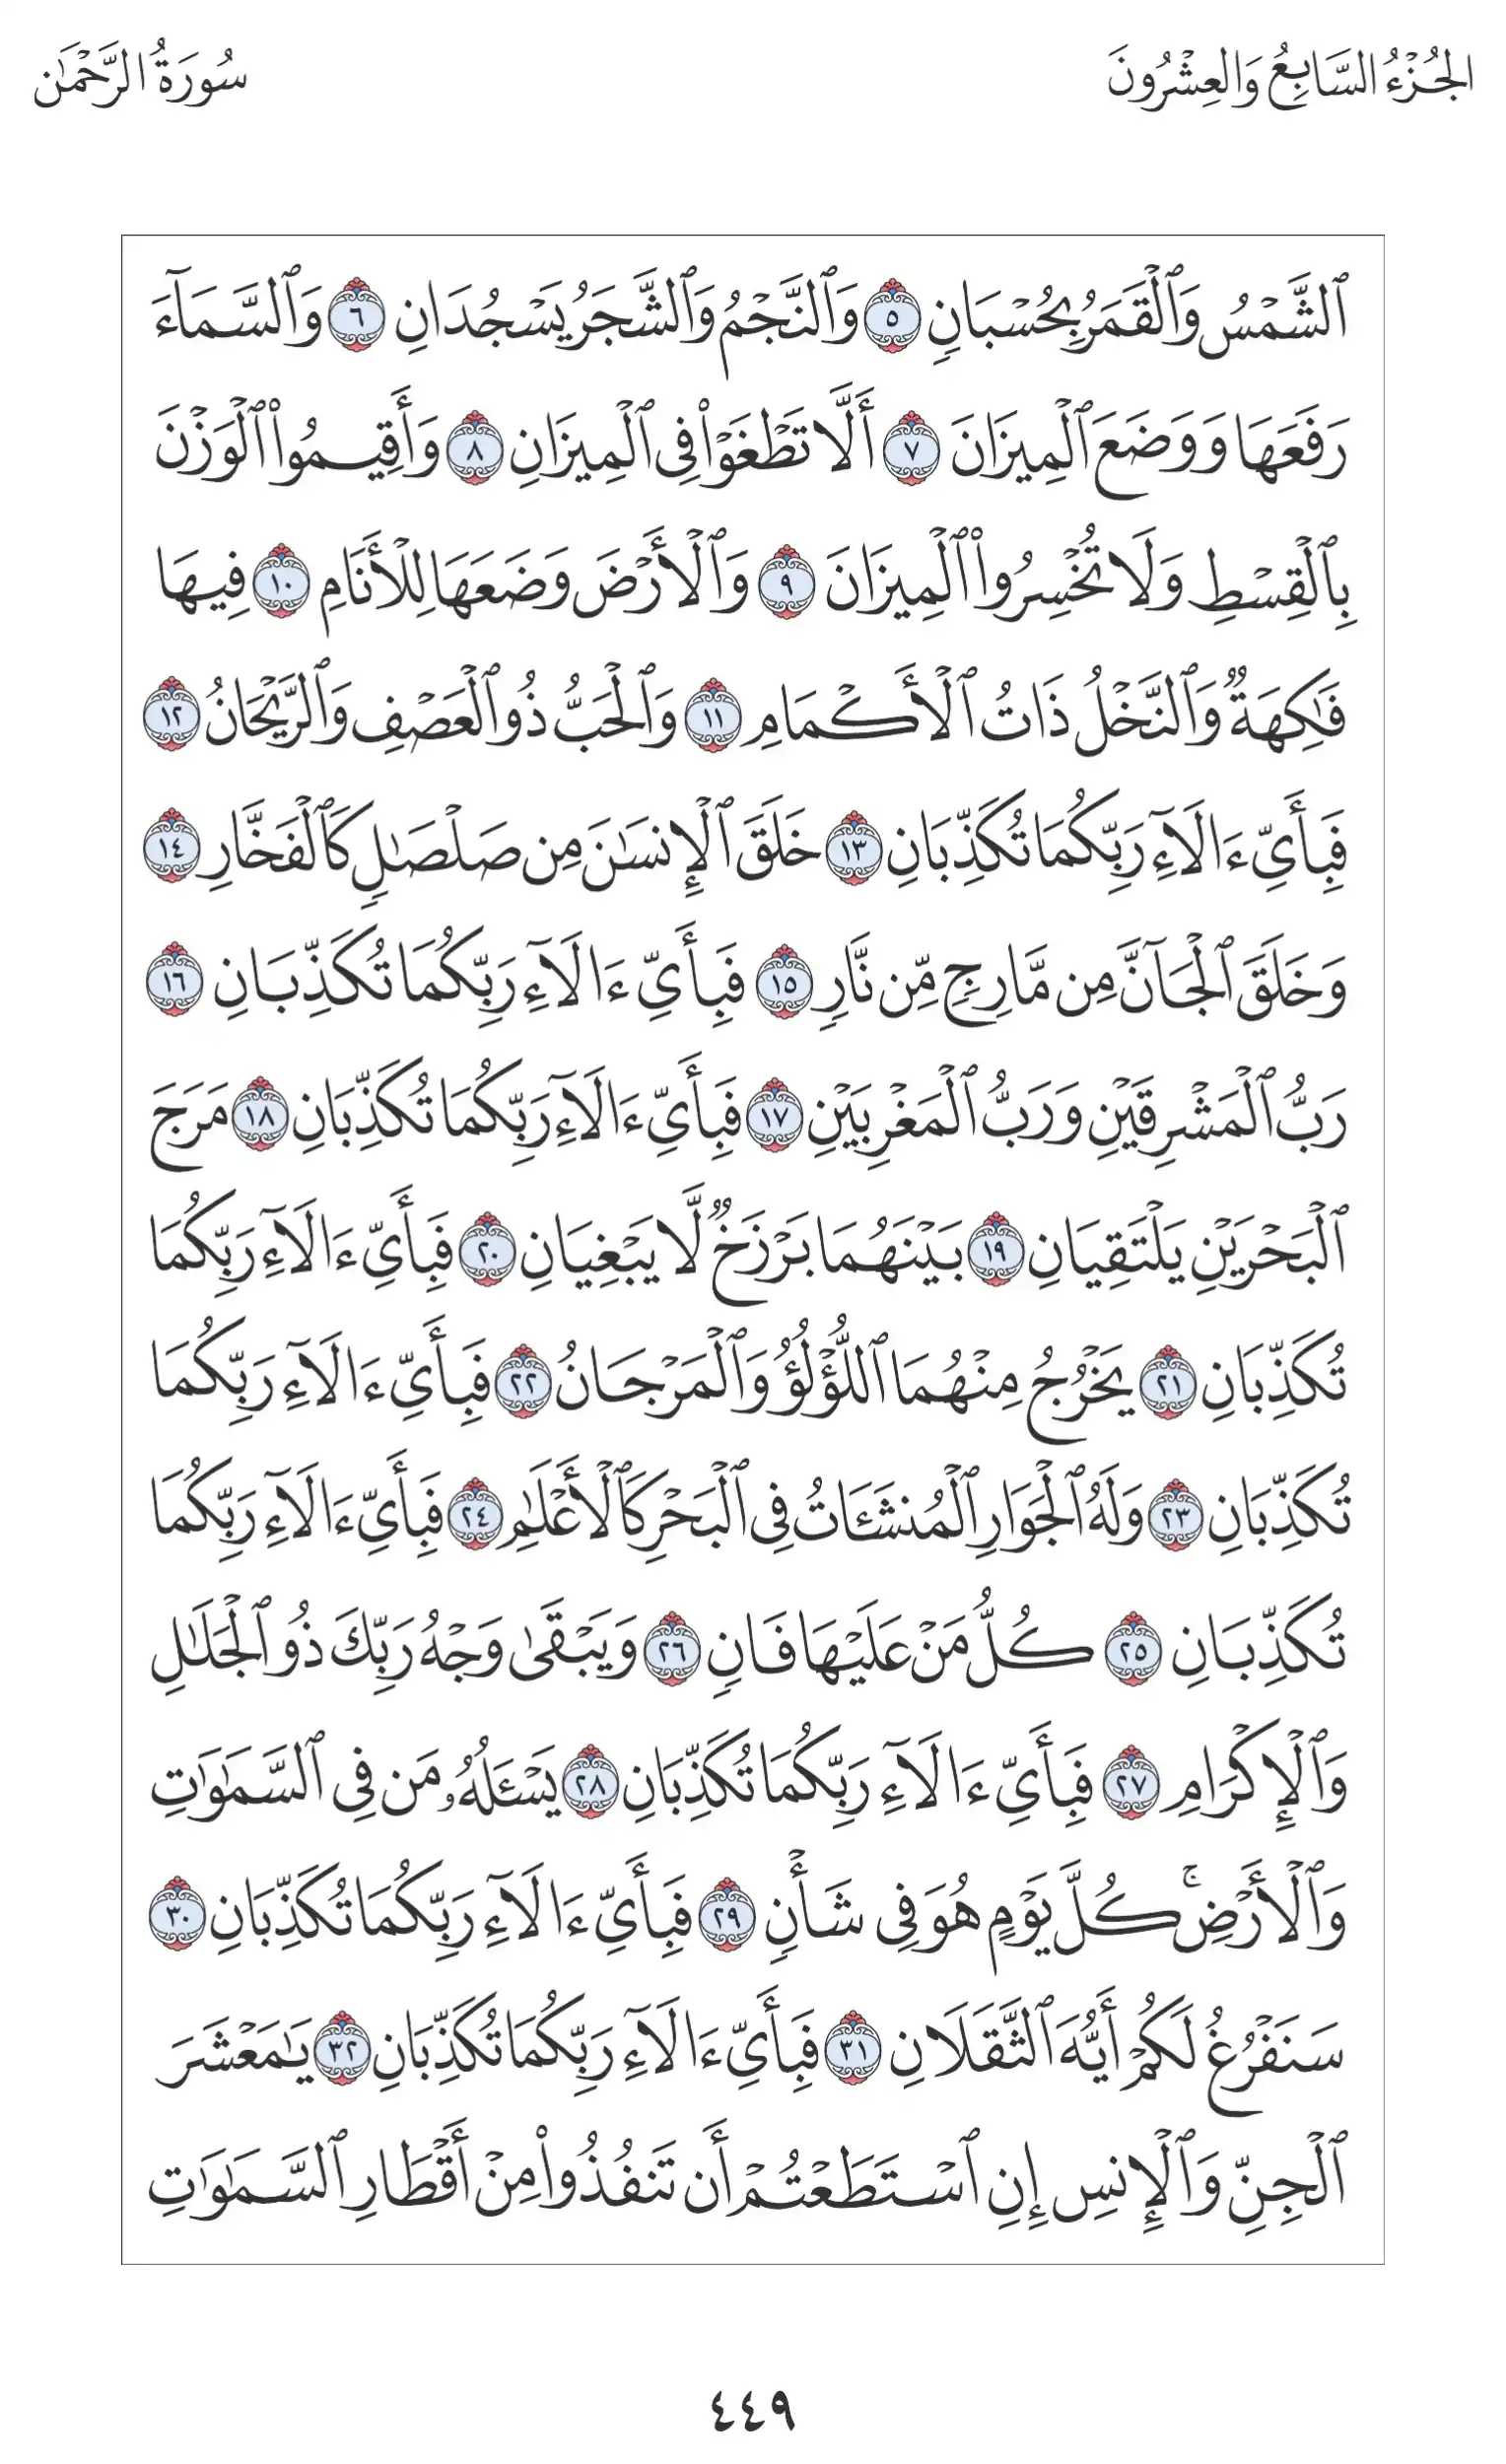 الجُزْءُ السَّابِعُ وَالعِشْرُونَ
سُورَةُ الرَّحْمَٰن
ٱلشَّمْسُ وَٱلْقَمَرُ بِحُسْبَانٍ ٥ وَٱلنَّجْمُ وَٱلشَّجَرُ يَسْجُدَانِ ٦ وَٱلسَّمَآءَ
رَفَعَهَا وَوَضَعَ ٱلْمِيزَانَ ٧ أَلَّا تَطْغَوْا۟ فِى ٱلْمِيزَانِ ٨ وَأَقِيمُوا۟ ٱلْوَزْنَ
بِٱلْقِسْطِ وَلَا تُخْسِرُوا۟ ٱلْمِيزَانَ ٩ وَٱلْأَرْضَ وَضَعَهَا لِلْأَنَامِ ١٠ فِيهَا
فَٰكِهَةٌ وَٱلنَّخْلُ ذَاتُ ٱلْأَكْمَامِ ١١ وَٱلْحَبُّ ذُو ٱلْعَصْفِ وَٱلرَّيْحَانُ ١٢
فَبِأَىِّ ءَالَآءِ رَبِّكُمَا تُكَذِّبَانِ ١٣ خَلَقَ ٱلْإِنسَٰنَ مِن صَلْصَٰلٍ كَٱلْفَخَّارِ ١٤
وَخَلَقَ ٱلْجَآنَّ مِن مَّارِجٍ مِّن نَّارٍ ١٥ فَبِأَىِّ ءَالَآءِ رَبِّكُمَا تُكَذِّبَانِ ١٦
رَبُّ ٱلْمَشْرِقَيْنِ وَرَبُّ ٱلْمَغْرِبَيْنِ ١٧ فَبِأَىِّ ءَالَآءِ رَبِّكُمَا تُكَذِّبَانِ ١٨ مَرَجَ
ٱلْبَحْرَيْنِ يَلْتَقِيَانِ ١٩ بَيْنَهُمَا بَرْزَخٌ لَّا يَبْغِيَانِ ٢٠ فَبِأَىِّ ءَالَآءِ رَبِّكُمَا
تُكَذِّبَانِ ٢١ يَخْرُجُ مِنْهُمَا ٱللُّؤْلُؤُ وَٱلْمَرْجَانُ ٢٢ فَبِأَىِّ ءَالَآءِ رَبِّكُمَا
تُكَذِّبَانِ ٢٣ وَلَهُ ٱلْجَوَارِ ٱلْمُنشَـَٔاتُ فِى ٱلْبَحْرِ كَٱلْأَعْلَٰمِ ٢٤ فَبِأَىِّ ءَالَآءِ رَبِّكُمَا
تُكَذِّبَانِ ٢٥ كُلُّ مَنْ عَلَيْهَا فَانٍ ٢٦ وَيَبْقَىٰ وَجْهُ رَبِّكَ ذُو ٱلْجَلَٰلِ
وَٱلْإِكْرَامِ ٢٧ فَبِأَىِّ ءَالَآءِ رَبِّكُمَا تُكَذِّبَانِ ٢٨ يَسْـَٔلُهُۥ مَن فِى ٱلسَّمَٰوَٰتِ
وَٱلْأَرْضِ ۚ كُلَّ يَوْمٍ هُوَ فِى شَأْنٍ ٢٩ فَبِأَىِّ ءَالَآءِ رَبِّكُمَا تُكَذِّبَانِ ٣٠
سَنَفْرُغُ لَكُمْ أَيُّهَ ٱلثَّقَلَانِ ٣١ فَبِأَىِّ ءَالَآءِ رَبِّكُمَا تُكَذِّبَانِ ٣٢ يَٰمَعْشَرَ
ٱلْجِنِّ وَٱلْإِنسِ إِنِ ٱسْتَطَعْتُمْ أَن تَنفُذُوا۟ مِنْ أَقْطَارِ ٱلسَّمَٰوَٰتِ
٤٤٩